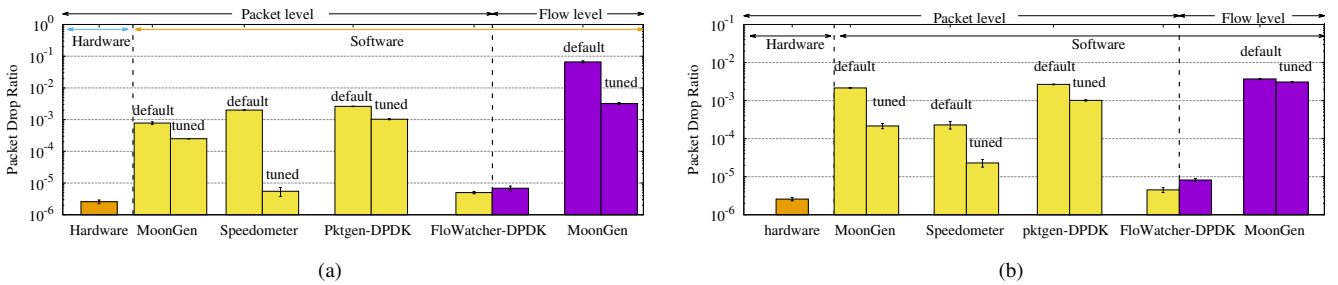 Packet level Flow level
Hardware Software
Packet Drop Ratio
10^0
10^-1
10^-2
10^-3
10^-4
10^-5
10^-6
default tuned
default tuned
default tuned
default tuned
Hardware MoonGen Speedometer Pktgen-DPDK FloWatcher-DPDK MoonGen
(a)
Packet level Flow level
Hardware Software
Packet Drop Ratio
10^-1
10^-2
10^-3
10^-4
10^-5
10^-6
default tuned
default tuned
default tuned
default tuned
hardware MoonGen Speedometer pktgen-DPDK FloWatcher-DPDK MoonGen
(b)